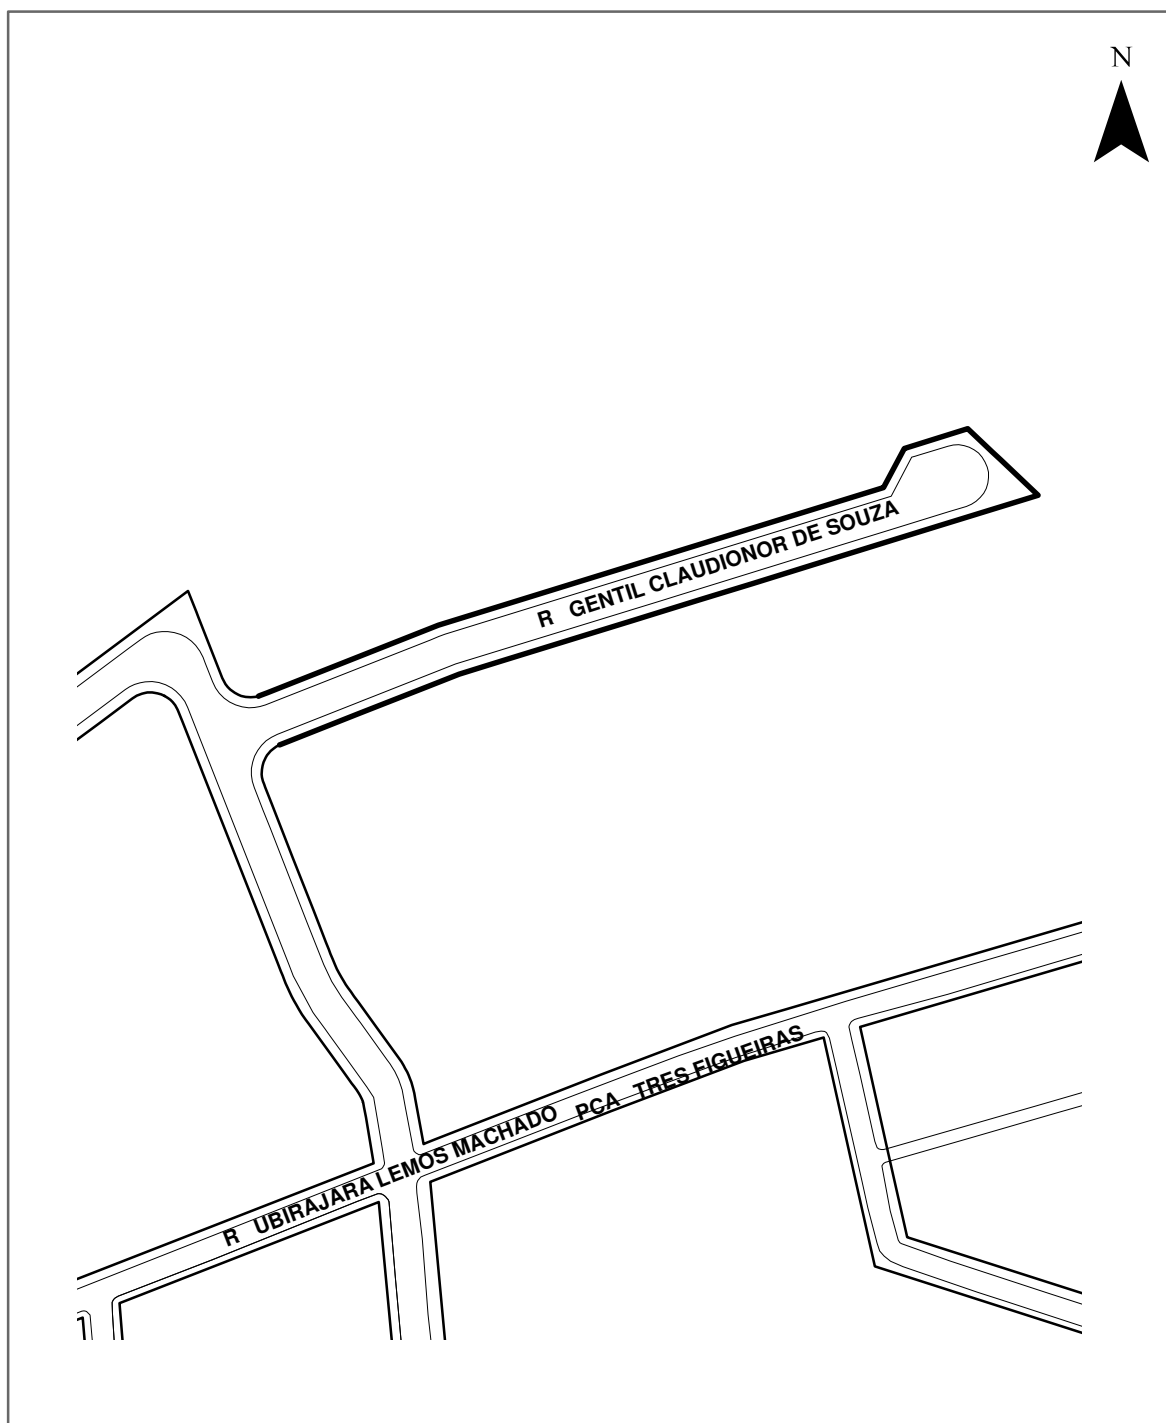 N
R GENTIL CLAUDIONOR DE SOUZA
R UBIRAJARA LEMOS MACHADO
PCA TRES FIGUEIRAS